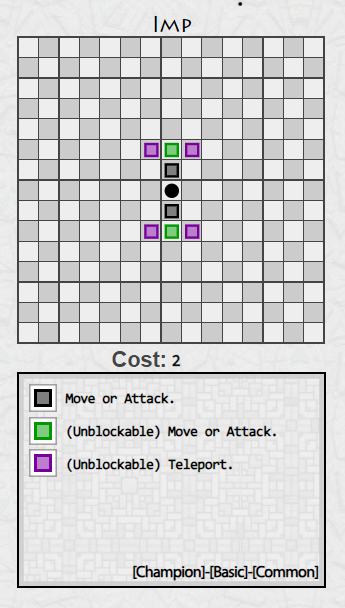 Imp
Cost: 2
Move or Attack.
(Unblockable) Move or Attack.
(Unblockable) Teleport.
[Champion]-[Basic]-[Common]